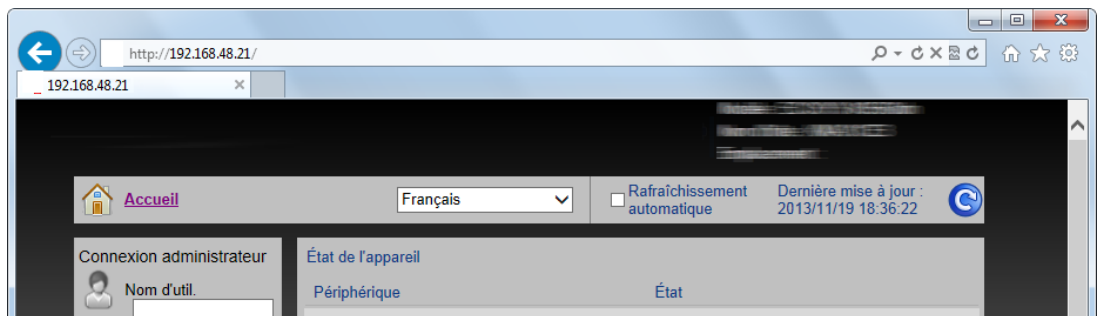 http://192.168.48.21/
192.168.48.21
Accueil
Français
Rafraîchissement
automatique
Dernière mise à jour :
2013/11/19 18:36:22
Connexion administrateur
Nom d'util.
État de l'appareil
Périphérique
État